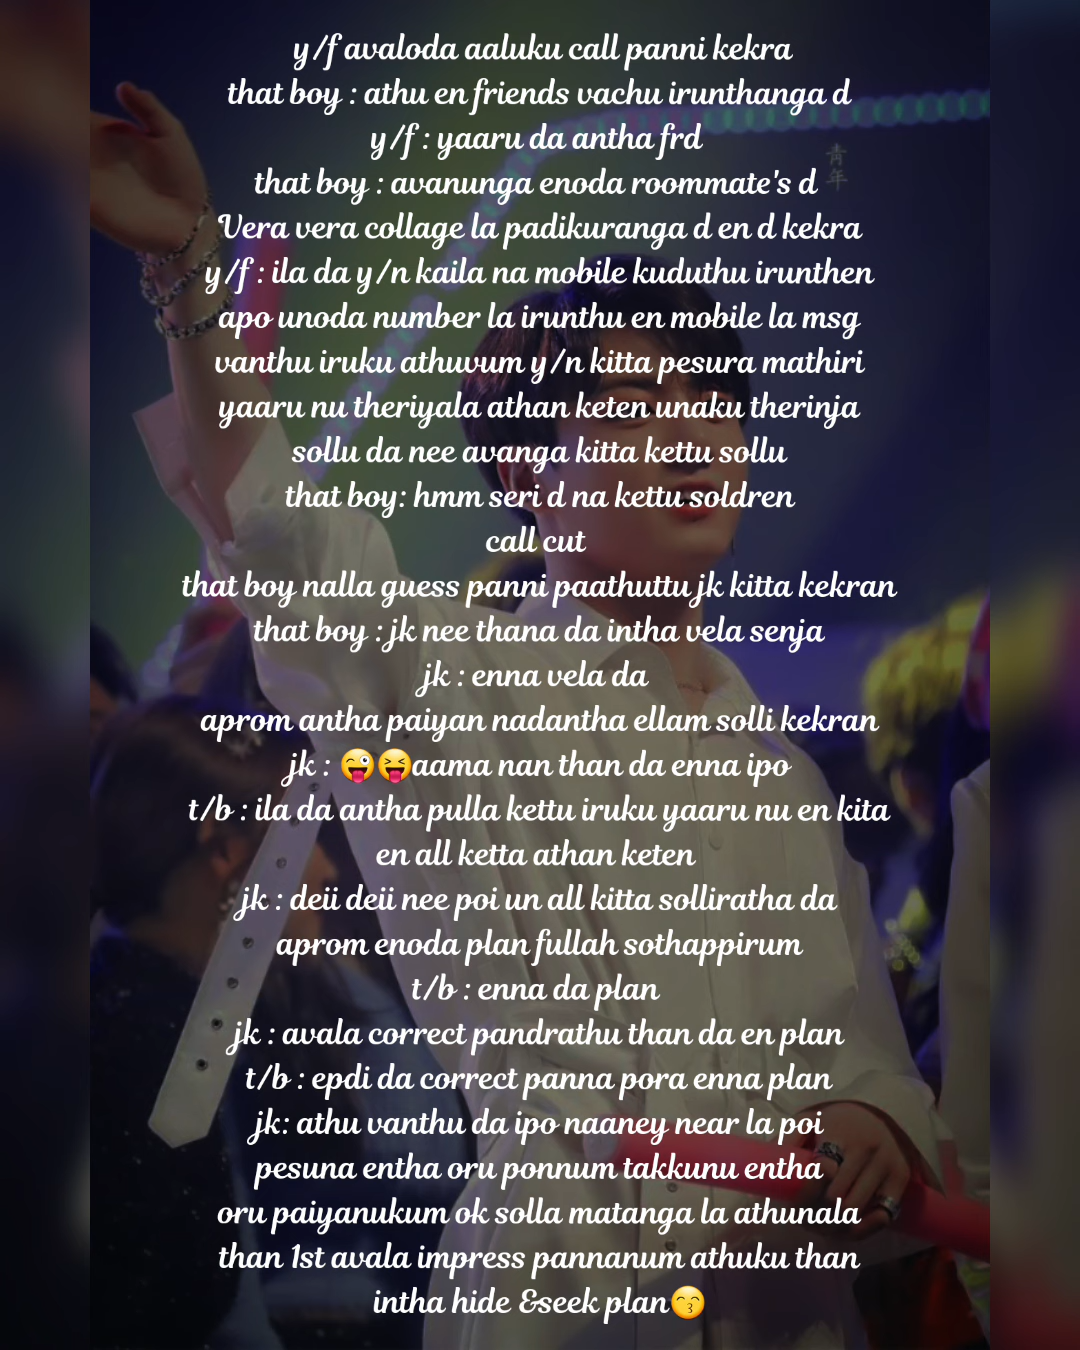 y/f avaloda aaluku call panni kekra
that boy : athu en friends vachu irunthanga d
y/f : yaaru da antha frd
that boy : avanunga enoda roommate's d
Vera vera collage la padikuranga d en d kekra
y/f : ila da y/n kaila na mobile kuduthu irunthen
apo unoda number la irunthu en mobile la msg
vanthu iruku athuvum y/n kitta pesura mathiri
yaaru nu theriyala athan keten unaku therinja
sollu da nee avanga kitta kettu sollu
that boy: hmm seri d na kettu soldren
call cut
that boy nalla guess panni paathuttu jk kitta kekran
that boy : jk nee thana da intha vela senja
jk : enna vela da
aprom antha paiyan nadantha ellam solli kekran
jk : 😜😝aama nan than da enna ipo
t/b : ila da antha pulla kettu iruku yaaru nu en kita
en all ketta athan keten
jk : deii deii nee poi un all kitta solliratha da
aprom enoda plan fullah sothappirum
t/b : enna da plan
jk : avala correct pandrathu than da en plan
t/b : epdi da correct panna pora enna plan
jk: athu vanthu da ipo naaney near la poi
pesuna entha oru ponnum takkunu entha
oru paiyanukum ok solla matanga la athunala
than 1st avala impress pannanum athuku than
intha hide &seek plan😙
青年